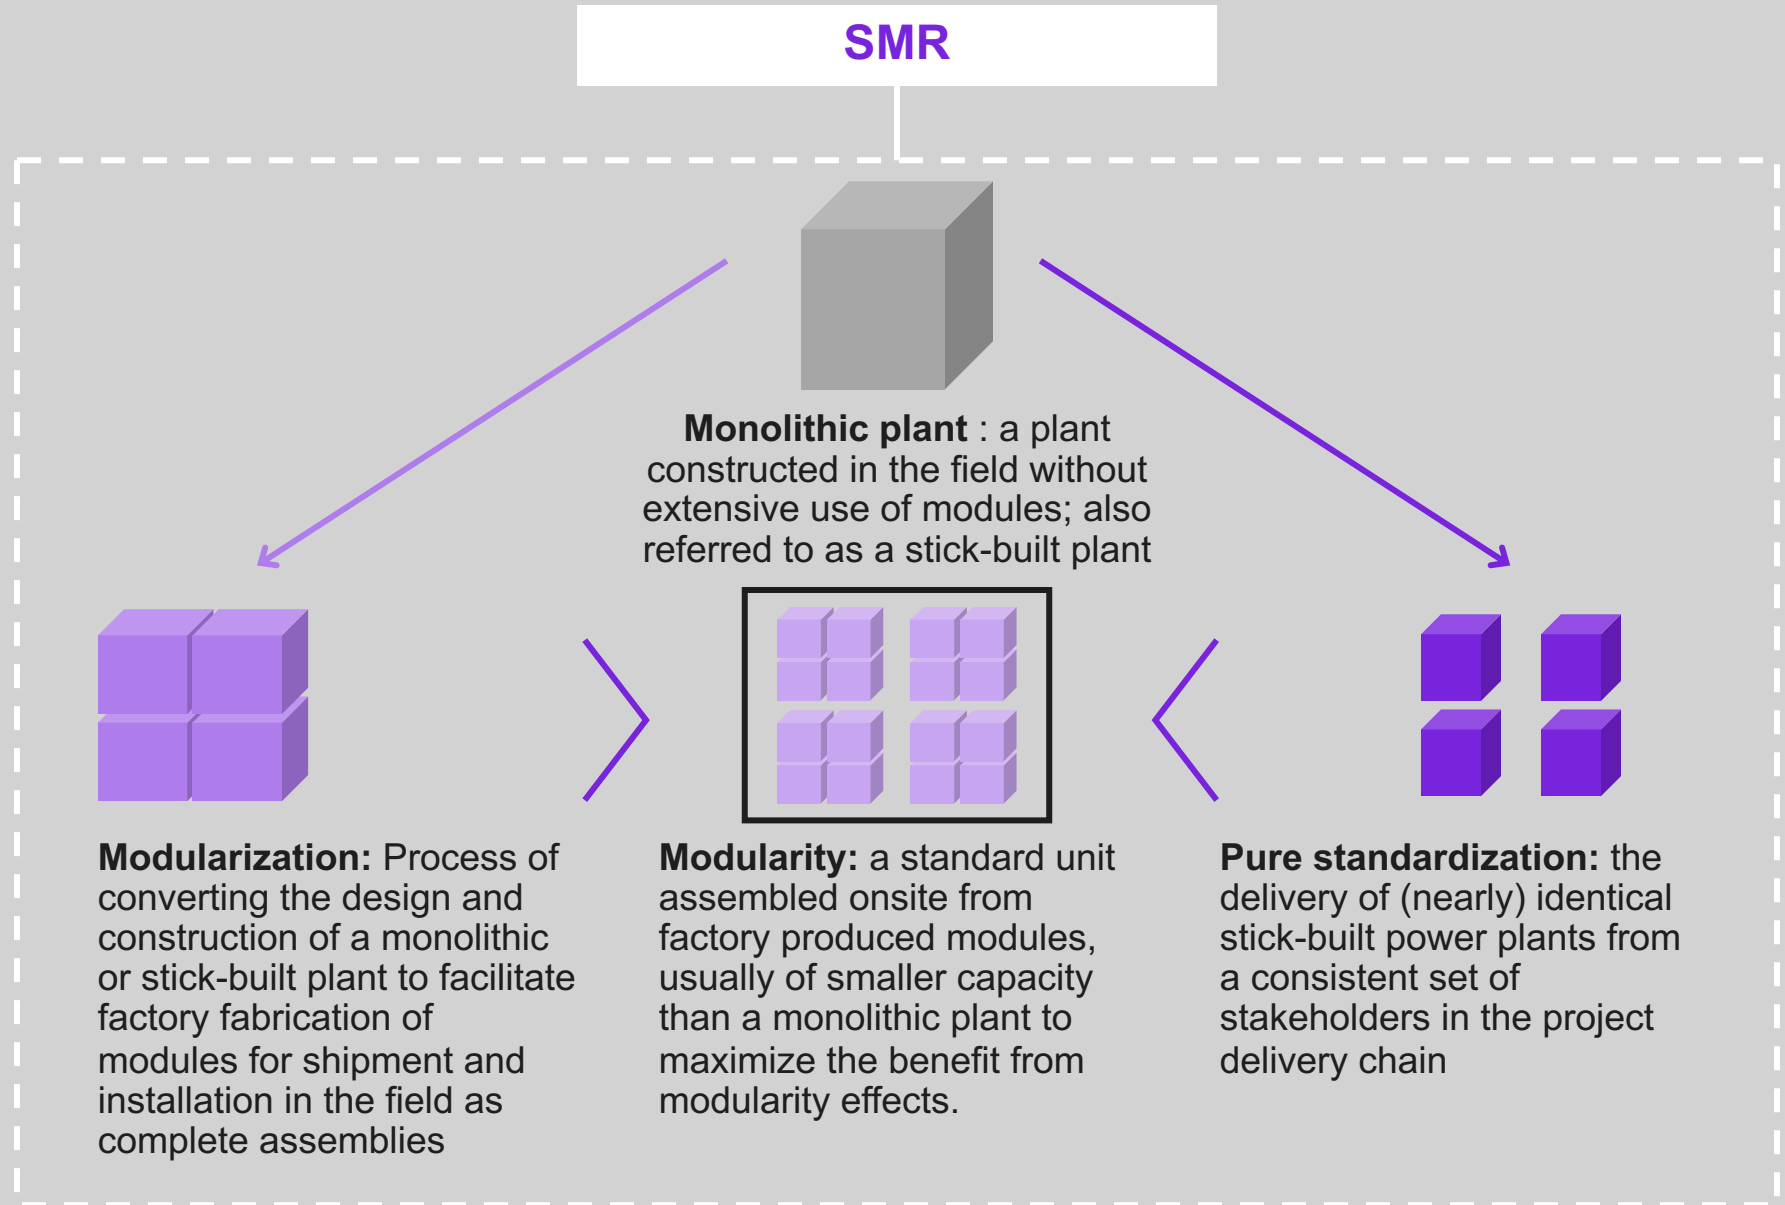 SMR
Monolithic plant : a plant
constructed in the field without
extensive use of modules; also
referred to as a stick-built plant
Modularization: Process of
converting the design and
construction of a monolithic
or stick-built plant to facilitate
factory fabrication of
modules for shipment and
installation in the field as
complete assemblies
Modularity: a standard unit
assembled onsite from
factory produced modules,
usually of smaller capacity
than a monolithic plant to
maximize the benefit from
modularity effects.
Pure standardization: the
delivery of (nearly) identical
stick-built power plants from
a consistent set of
stakeholders in the project
delivery chain